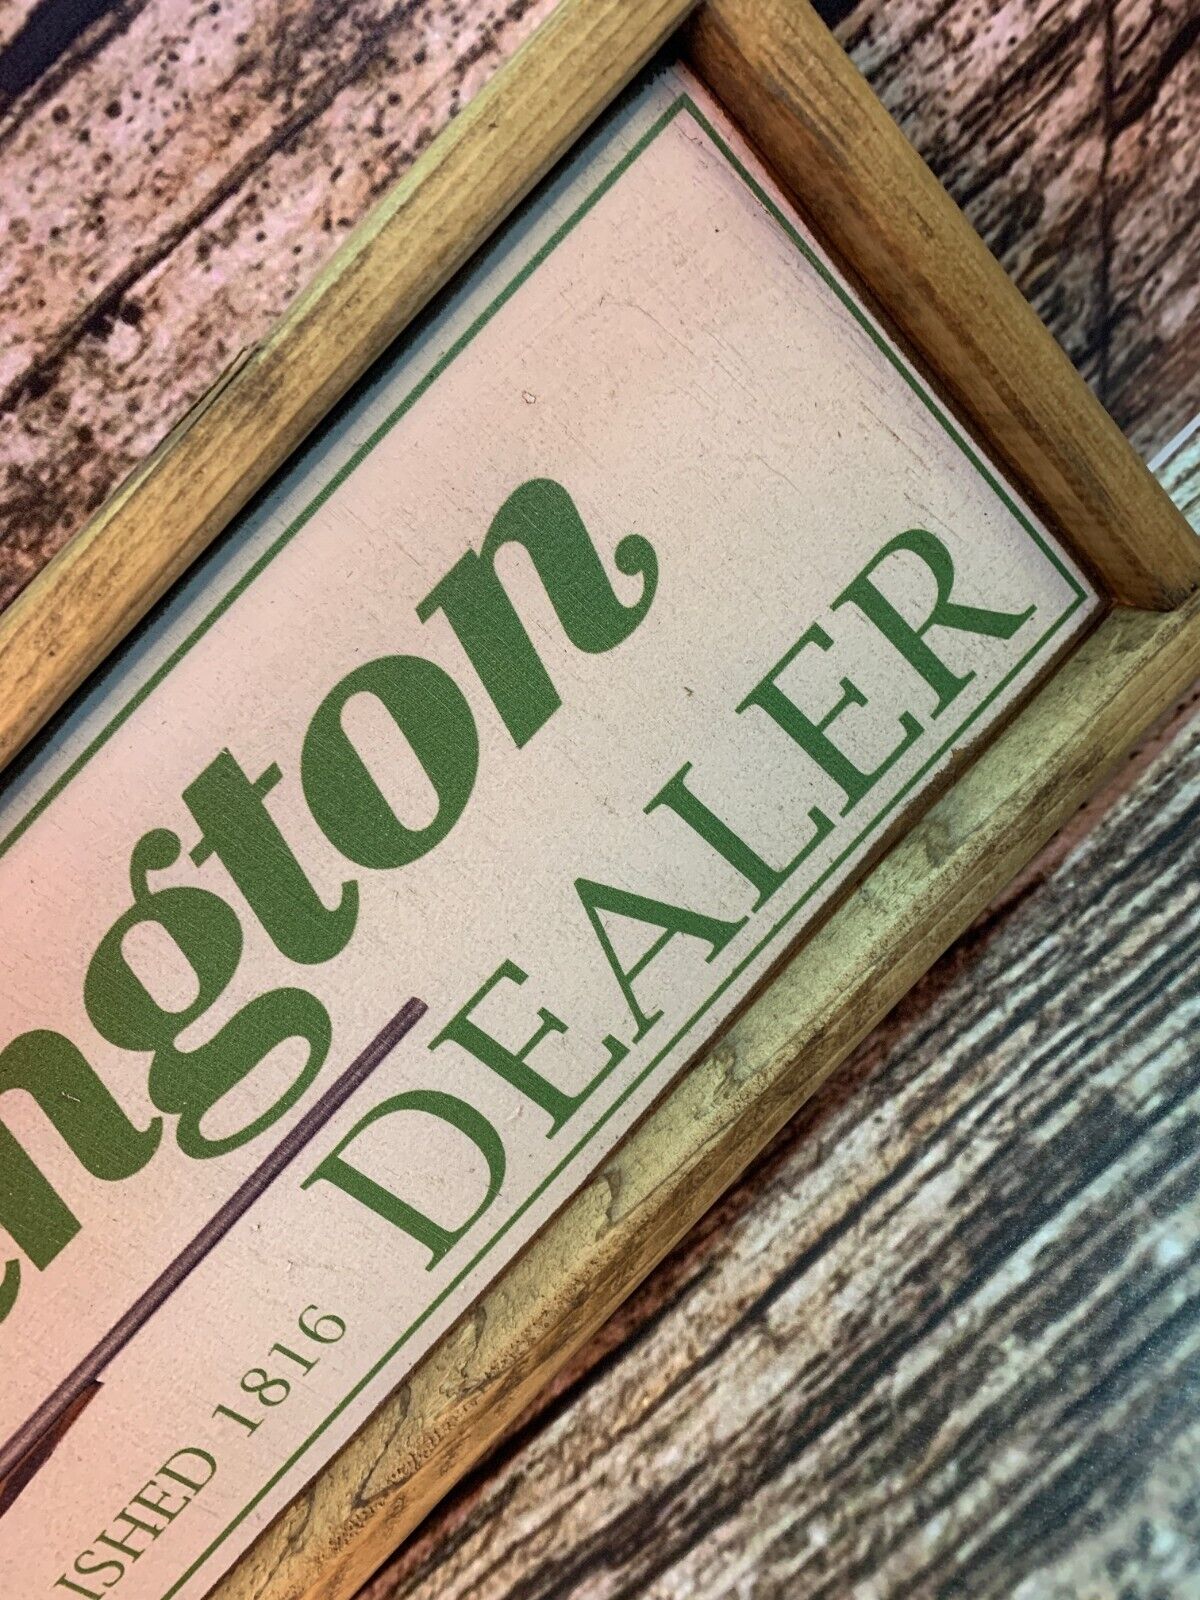 ngton
DEALER
ISHED 1816